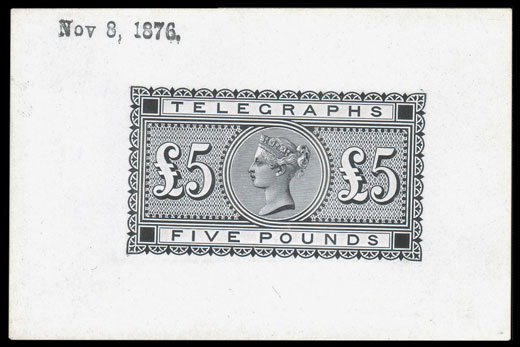 Nov 8, 1876.
TELEGRAPHS
£5 £5
FIVE POUNDS